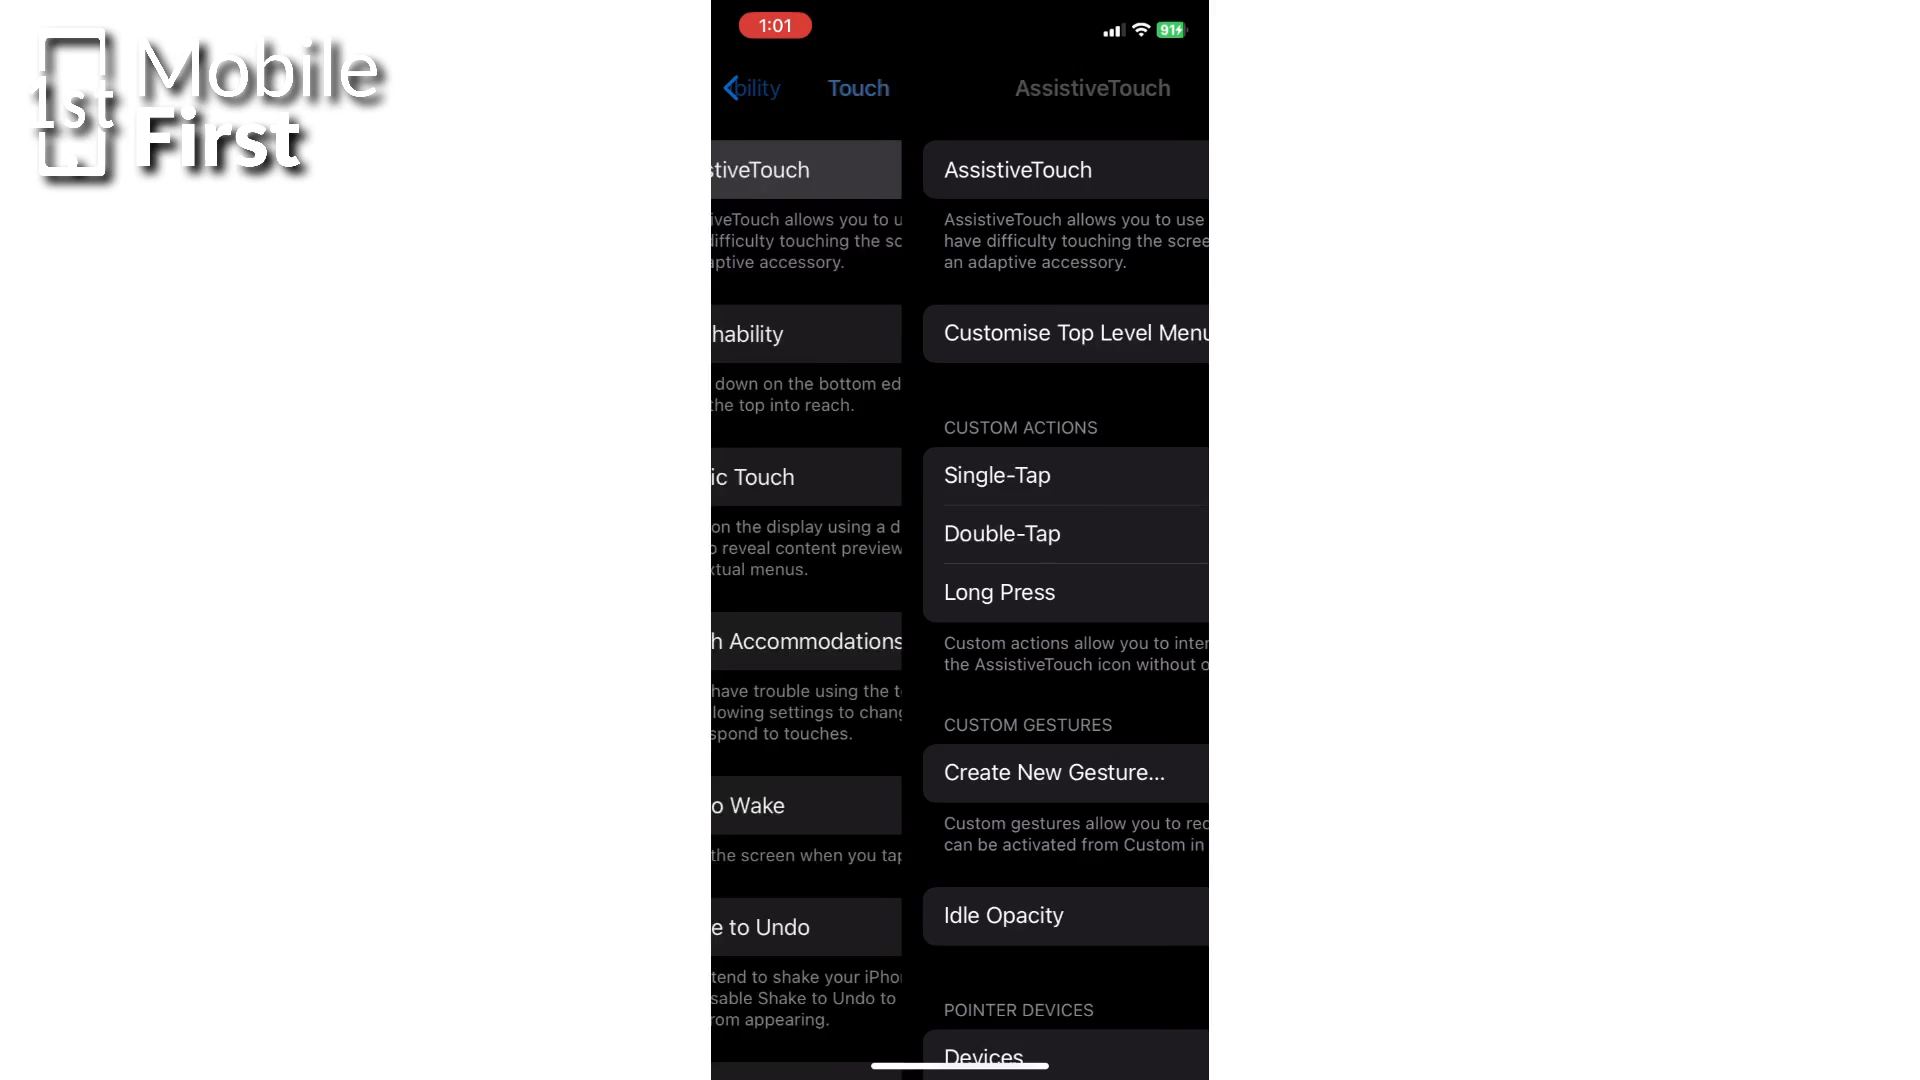 1st Mobile
First
1:01
91
bility Touch AssistiveTouch
stiveTouch
iveTouch allows you to u
difficulty touching the sc
aptive accessory.
hability
down on the bottom ed
the top into reach.
ic Touch
on the display using a d
o reveal content preview
xtual menus.
h Accommodations
have trouble using the t
lowing settings to chang
spond to touches.
o Wake
the screen when you tap
e to Undo
tend to shake your iPho
sable Shake to Undo to
rom appearing.
AssistiveTouch
AssistiveTouch allows you to use
have difficulty touching the scree
an adaptive accessory.
Customise Top Level Menu
CUSTOM ACTIONS
Single-Tap
Double-Tap
Long Press
Custom actions allow you to inter
the AssistiveTouch icon without o
CUSTOM GESTURES
Create New Gesture...
Custom gestures allow you to rec
can be activated from Custom in
Idle Opacity
POINTER DEVICES
Devices